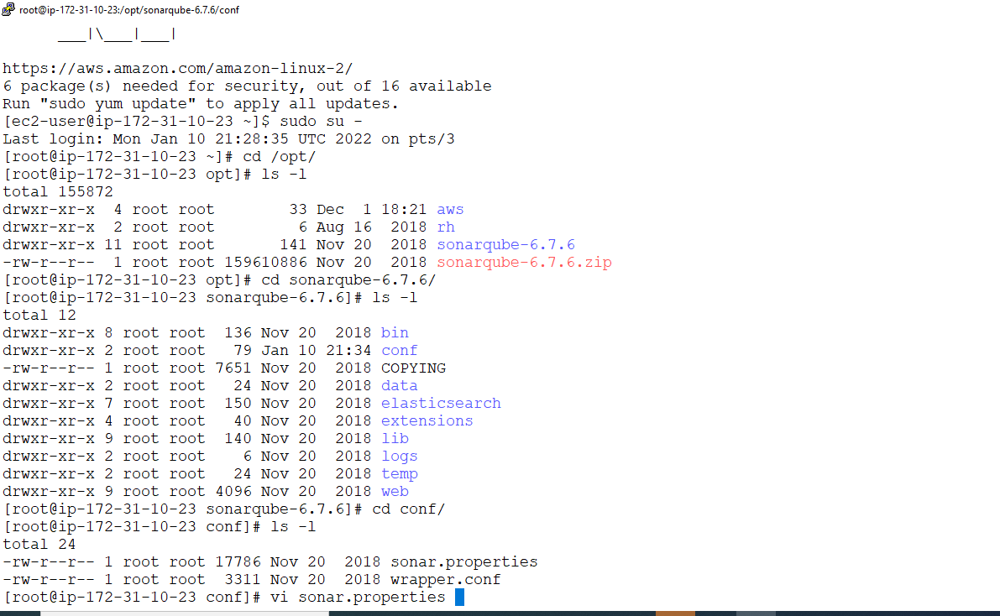 root@ip-172-31-10-23:/opt/sonarqube-6.7.6/conf
___|\___|___|
https://aws.amazon.com/amazon-linux-2/
6 package(s) needed for security, out of 16 available
Run "sudo yum update" to apply all updates.
[ec2-user@ip-172-31-10-23 ~]$ sudo su -
Last login: Mon Jan 10 21:28:35 UTC 2022 on pts/3
[root@ip-172-31-10-23 ~]# cd /opt/
[root@ip-172-31-10-23 opt]# ls -l
total 155872
drwxr-xr-x  4 root root        33 Dec  1 18:21 aws
drwxr-xr-x  2 root root         6 Aug 16  2018 rh
drwxr-xr-x 11 root root       141 Nov 20  2018 sonarqube-6.7.6
-rw-r--r--  1 root root 159610886 Nov 20  2018 sonarqube-6.7.6.zip
[root@ip-172-31-10-23 opt]# cd sonarqube-6.7.6/
[root@ip-172-31-10-23 sonarqube-6.7.6]# ls -l
total 12
drwxr-xr-x 8 root root  136 Nov 20  2018 bin
drwxr-xr-x 2 root root   79 Jan 10 21:34 conf
-rw-r--r-- 1 root root 7651 Nov 20  2018 COPYING
drwxr-xr-x 2 root root   24 Nov 20  2018 data
drwxr-xr-x 7 root root  150 Nov 20  2018 elasticsearch
drwxr-xr-x 4 root root   40 Nov 20  2018 extensions
drwxr-xr-x 9 root root  140 Nov 20  2018 lib
drwxr-xr-x 2 root root    6 Nov 20  2018 logs
drwxr-xr-x 2 root root   24 Nov 20  2018 temp
drwxr-xr-x 9 root root 4096 Nov 20  2018 web
[root@ip-172-31-10-23 sonarqube-6.7.6]# cd conf/
[root@ip-172-31-10-23 conf]# ls -l
total 24
-rw-r--r-- 1 root root 17786 Nov 20  2018 sonar.properties
-rw-r--r-- 1 root root  3311 Nov 20  2018 wrapper.conf
[root@ip-172-31-10-23 conf]# vi sonar.properties